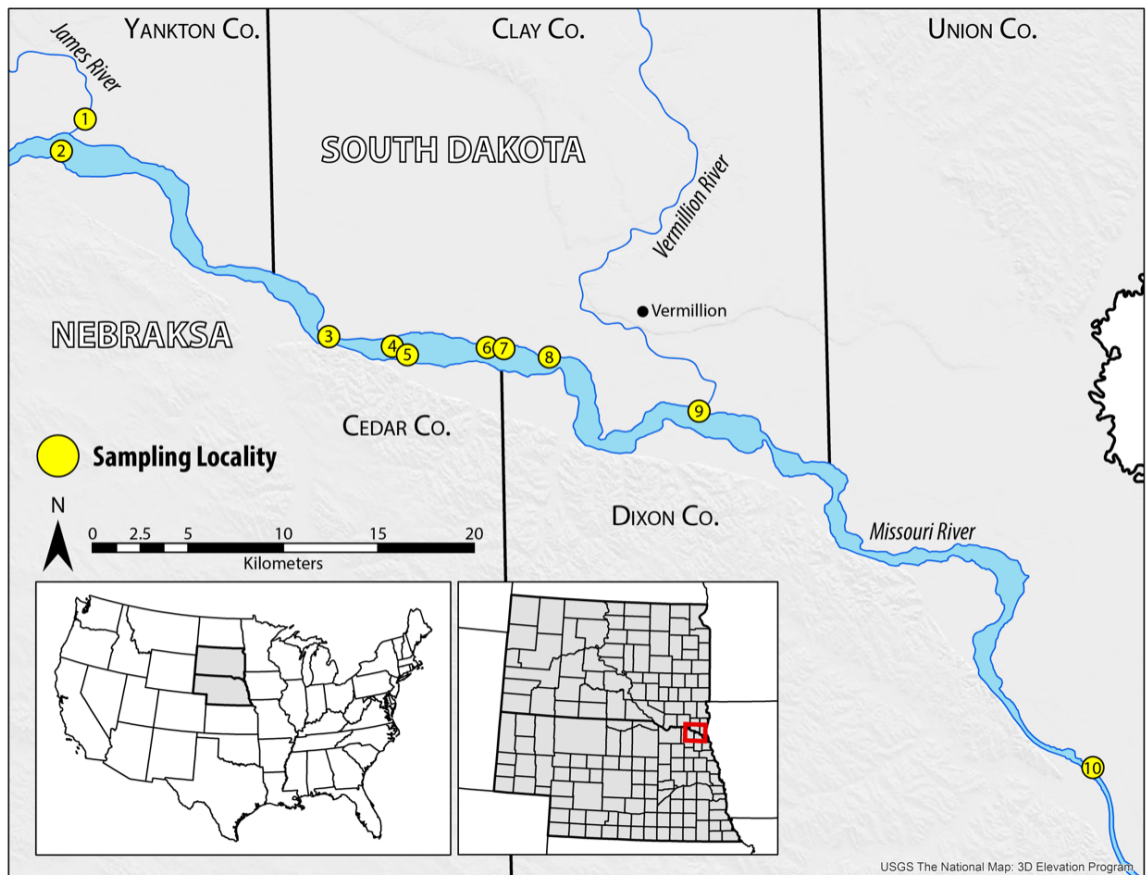 YANKTON CO.
CLAY CO.
UNION CO.
James River
1
2
SOUTH DAKOTA
Vermillion River
Vermillion
NEBRAKSA
3
4
5
6
7
8
9
CEDAR CO.
Sampling Locality
DIXON CO.
N
0 2.5 5 10 15 20
Kilometers
Missouri River
10
USGS The National Map: 3D Elevation Program